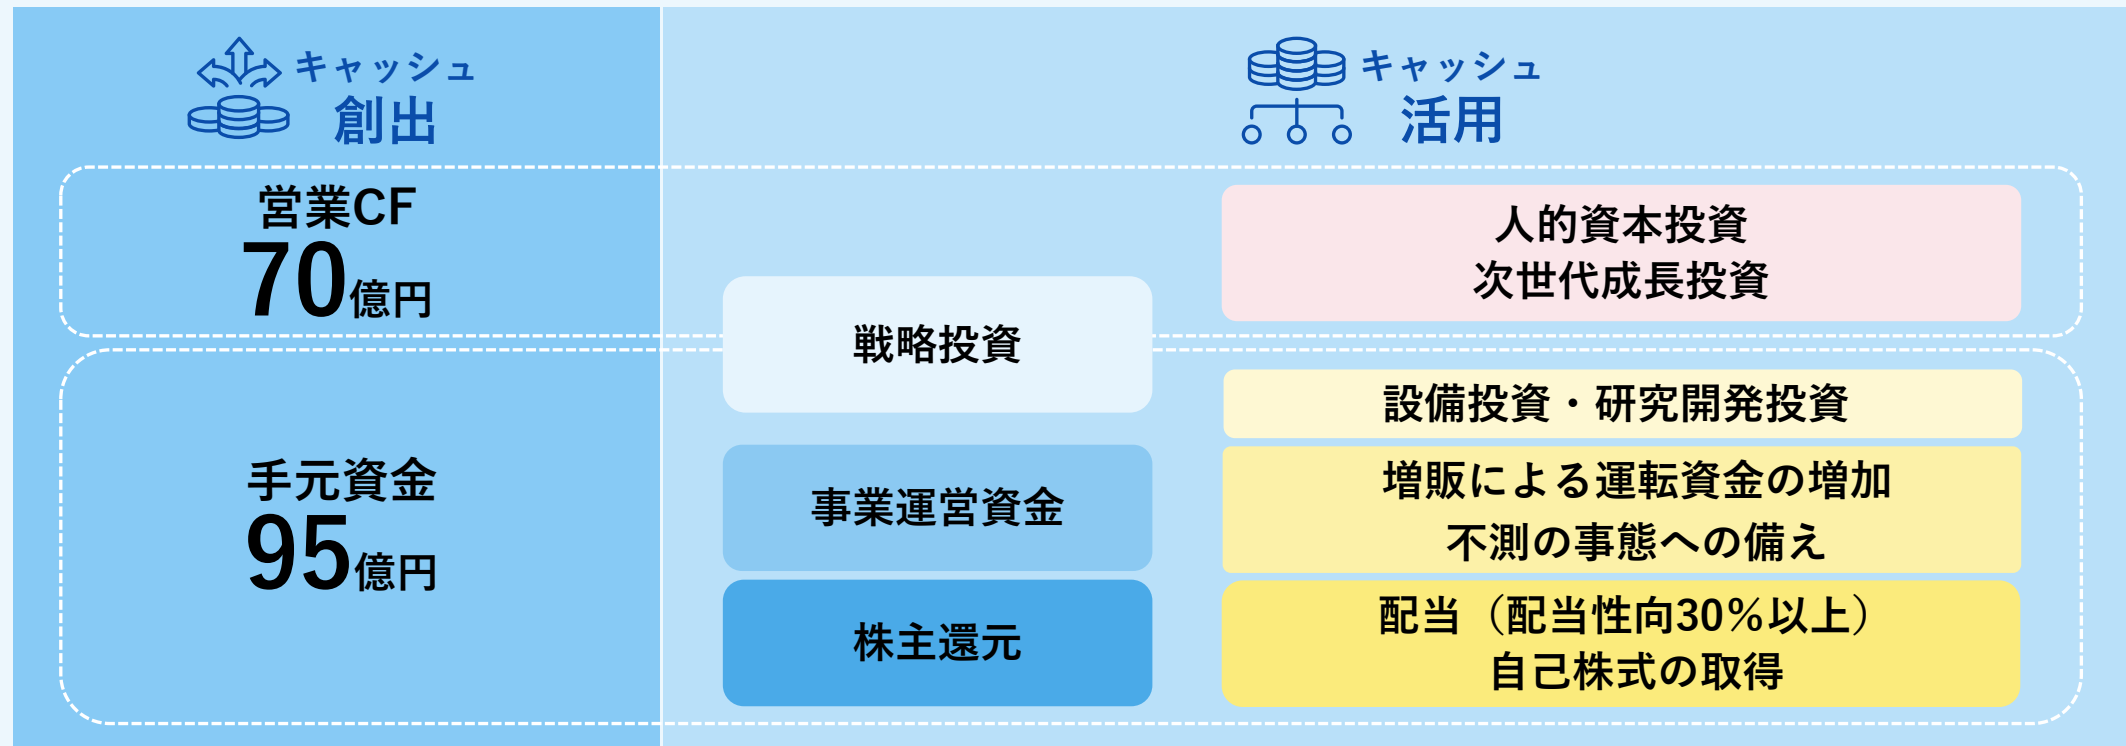 キャッシュ
創出
キャッシュ
活用
営業CF
70億円
人的資本投資
次世代成長投資
戦略投資
手元資金
95億円
設備投資・研究開発投資
事業運営資金
増販による運転資金の増加
不測の事態への備え
株主還元
配当（配当性向30％以上）
自己株式の取得